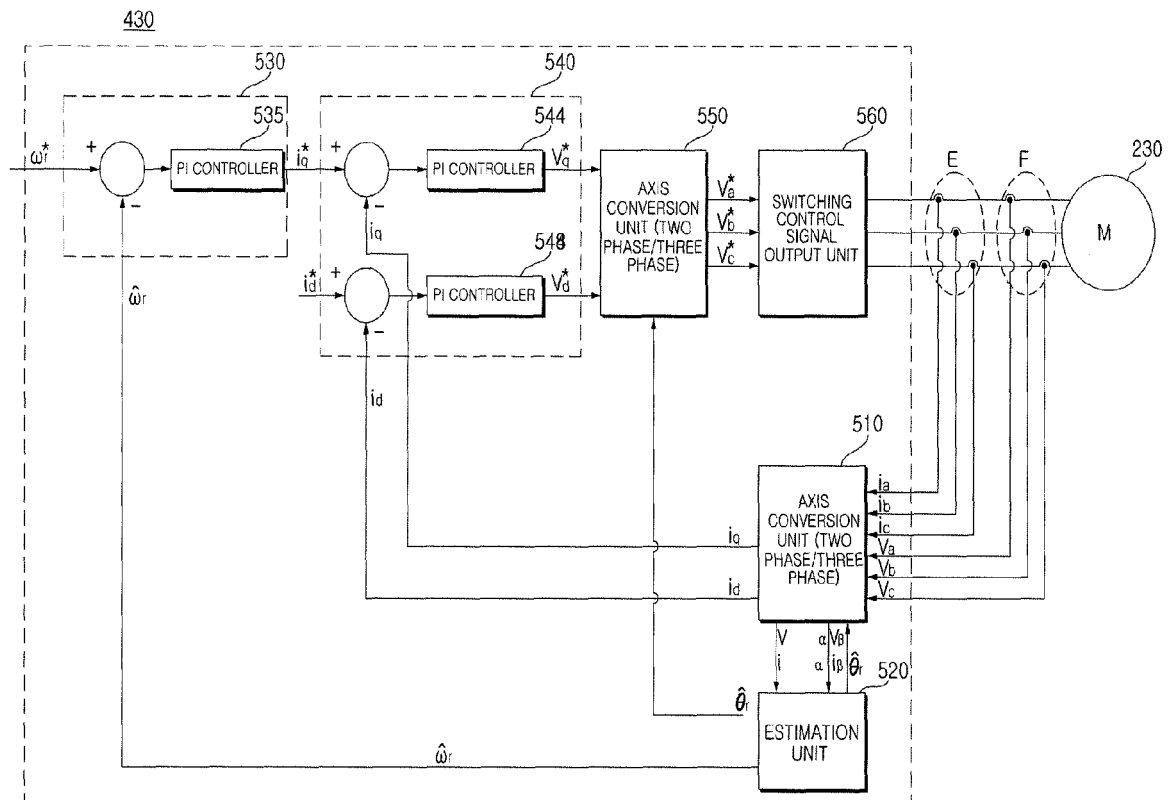 430
530
540
535
544
550
560
E
F
230
ω*r
+
−
PI CONTROLLER
i*q
+
−
PI CONTROLLER
V*q
AXIS
CONVERSION
UNIT (TWO
PHASE/THREE
PHASE)
V*a
V*b
V*c
SWITCHING
CONTROL
SIGNAL
OUTPUT UNIT
M
iq
548
i*d
+
−
PI CONTROLLER
V*d
ω̂r
id
510
AXIS
CONVERSION
UNIT (TWO
PHASE/THREE
PHASE)
ia
ib
ic
Va
Vb
Vc
iq
id
V
αVβ
i
αiβ
θ̂r
520
θ̂r
ESTIMATION
UNIT
ω̂r